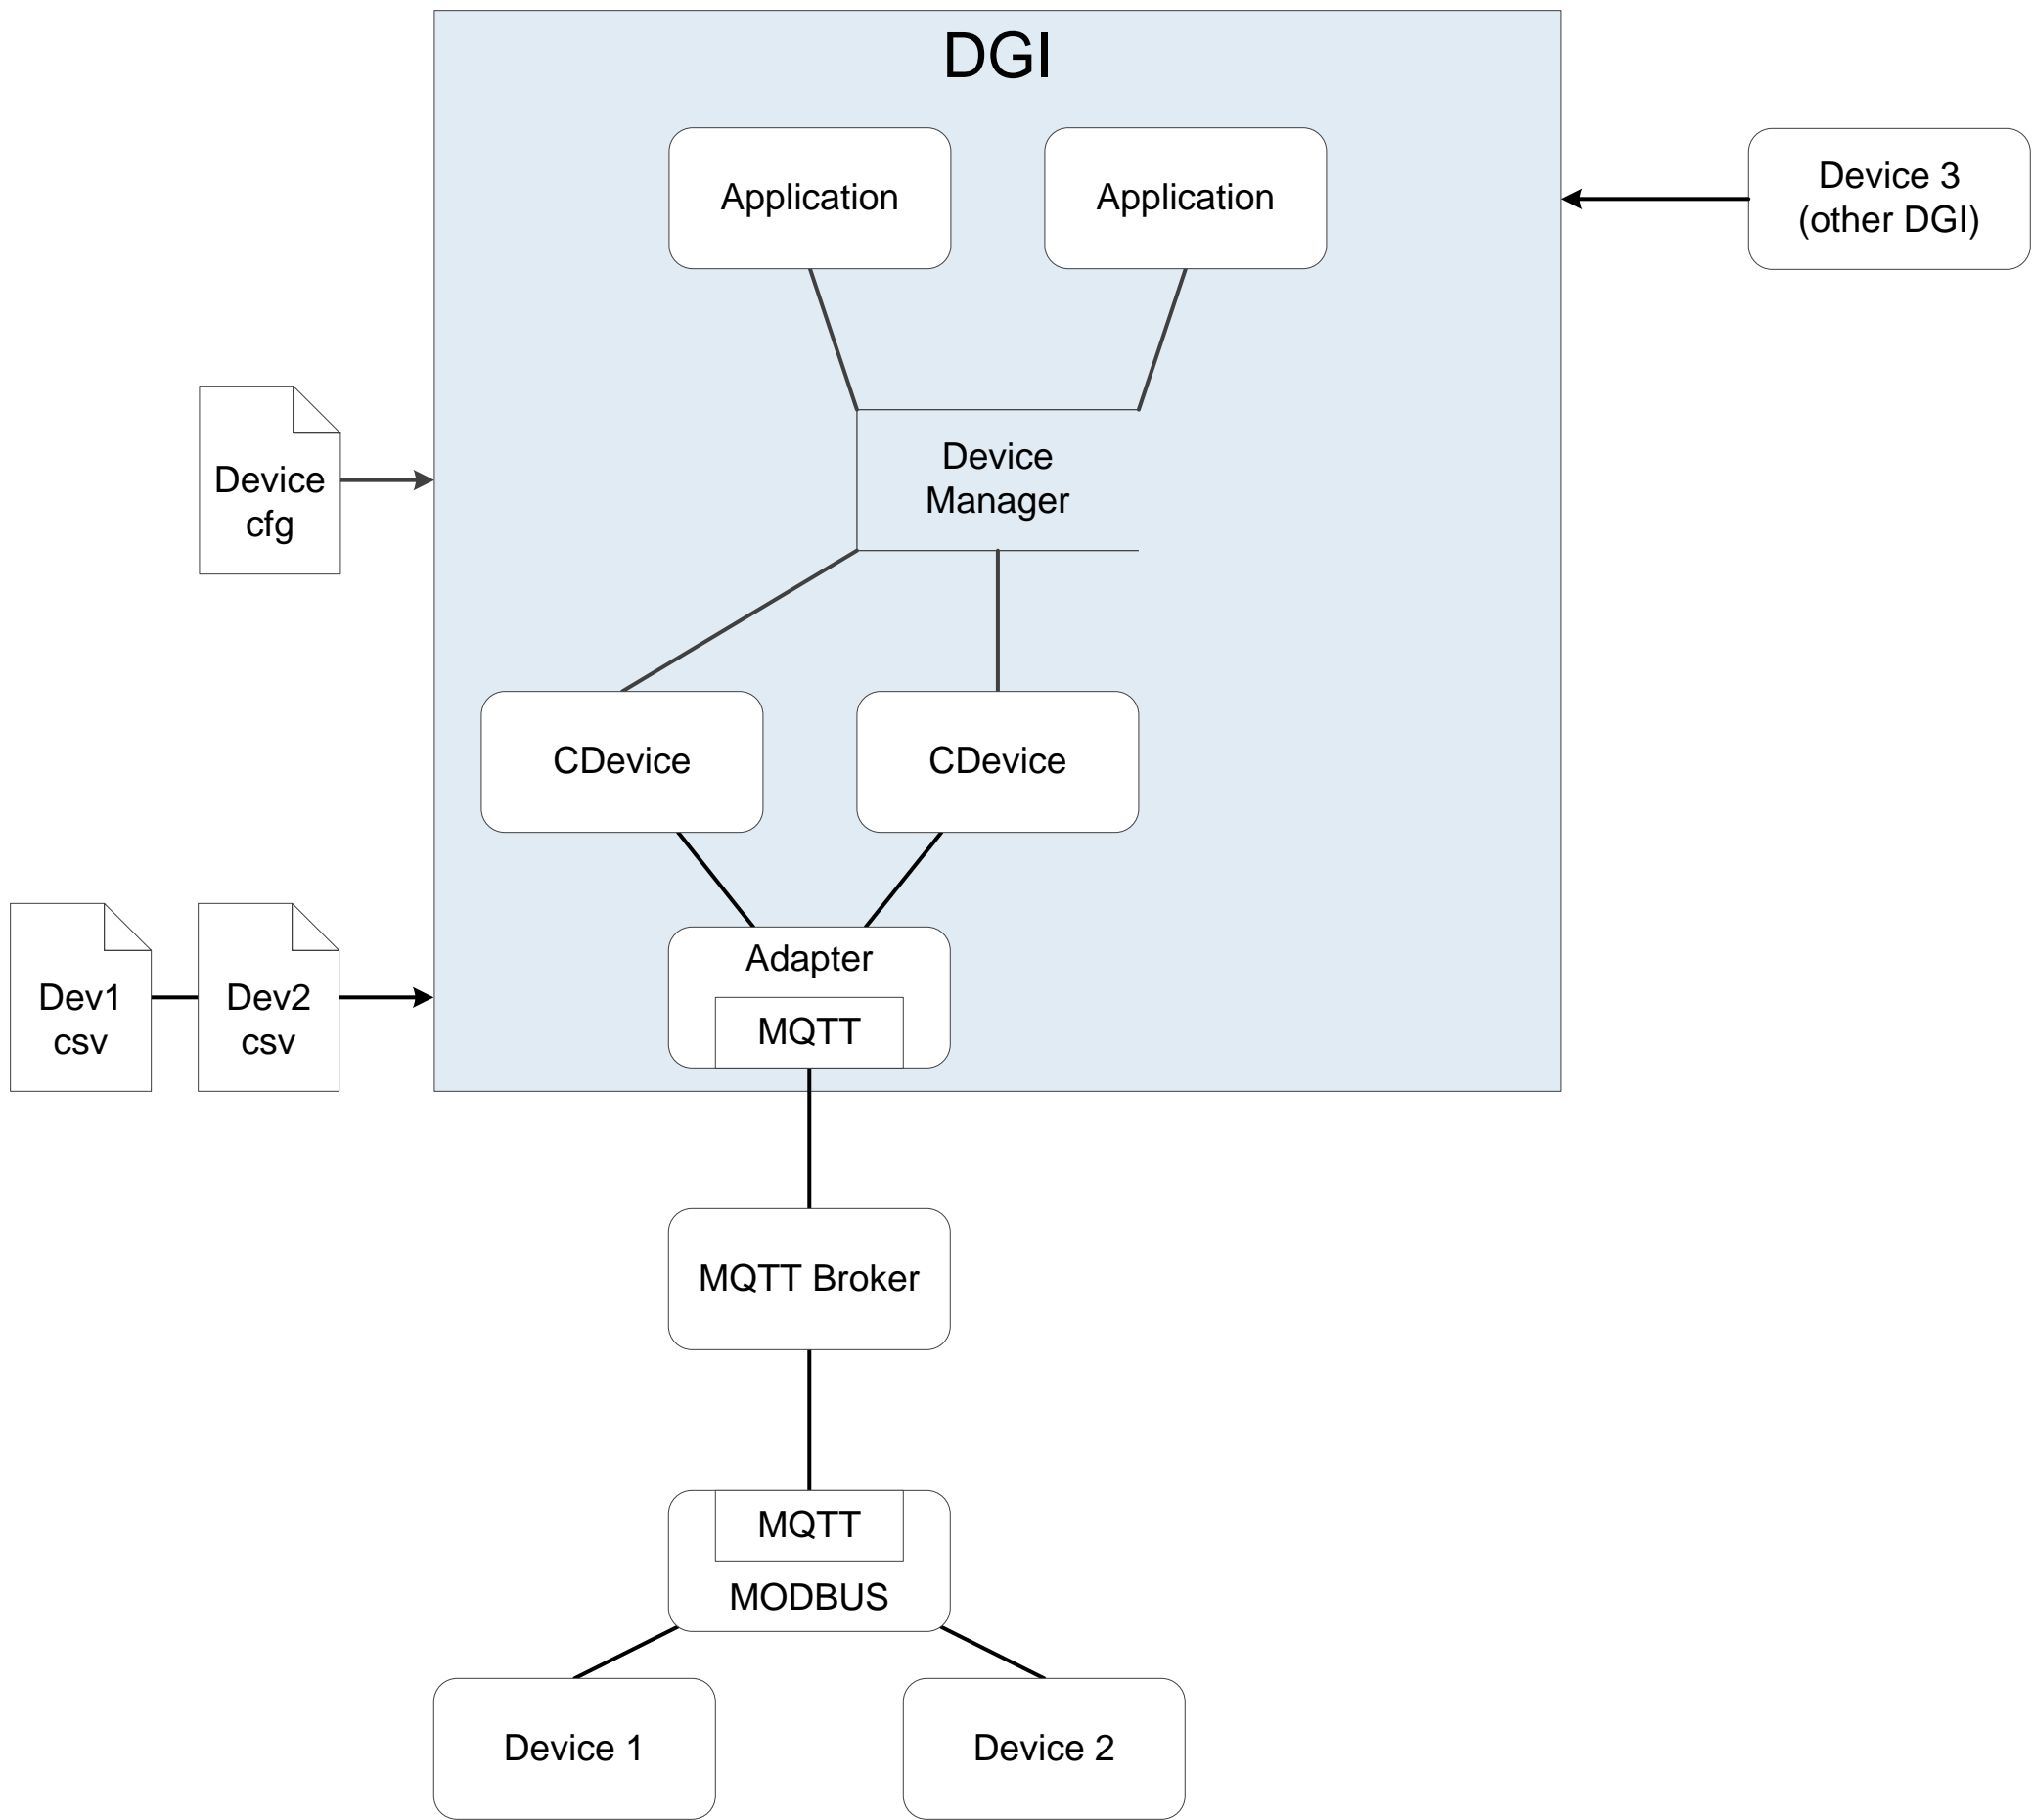 DGI
Application
Application
Device 3
(other DGI)
Device
Manager
Device
cfg
CDevice
CDevice
Adapter
MQTT
Dev1
csv
Dev2
csv
MQTT Broker
MQTT
MODBUS
Device 1
Device 2